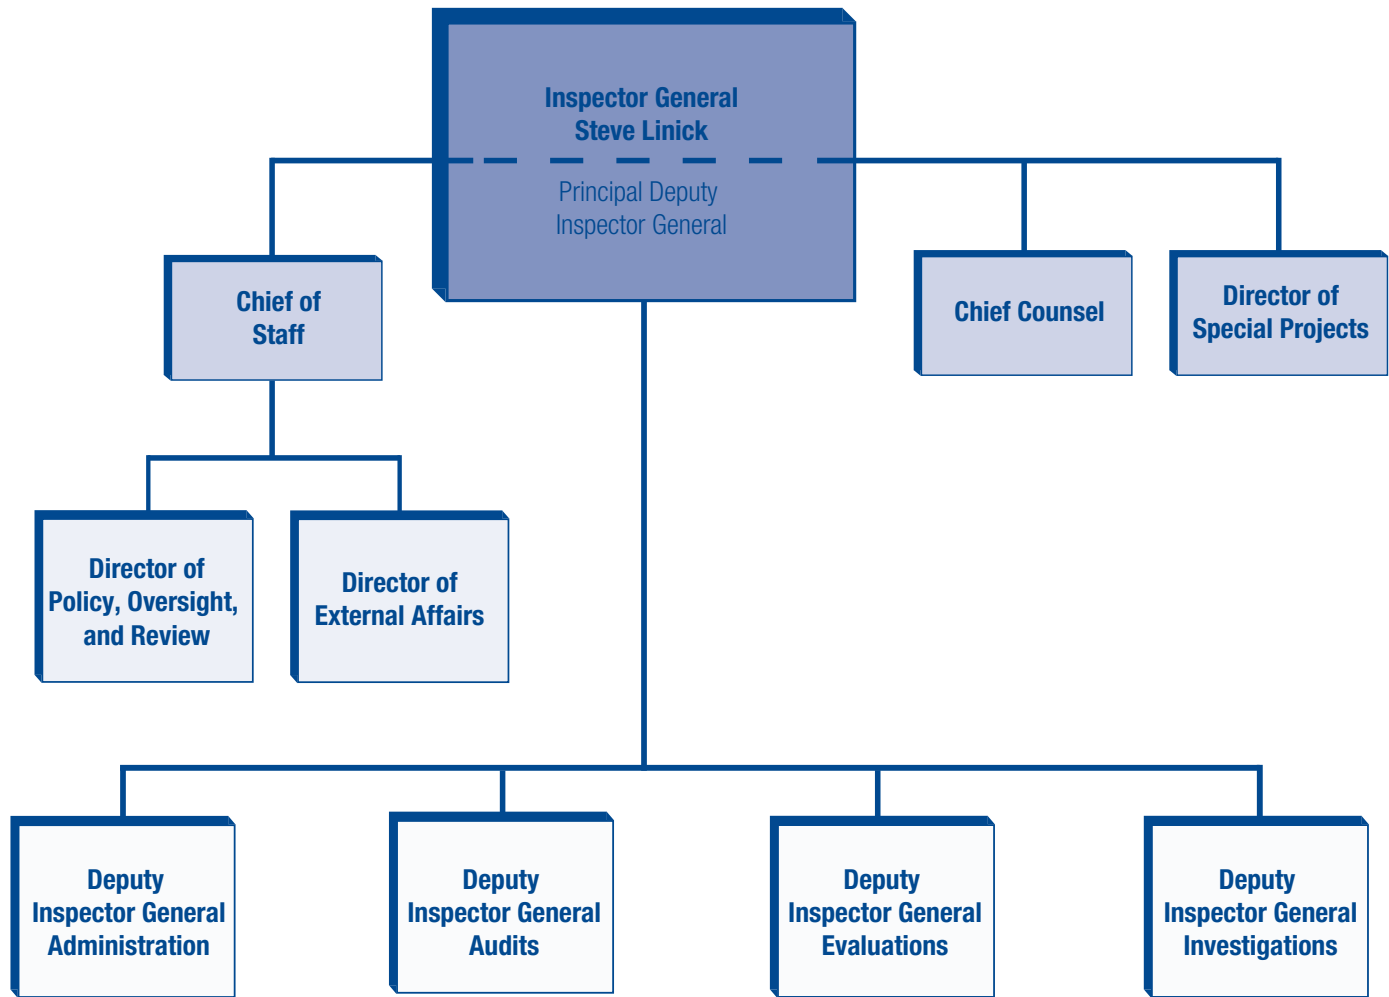 Inspector General
Steve Linick
Principal Deputy
Inspector General
Chief of
Staff
Chief Counsel
Director of
Special Projects
Director of
Policy, Oversight,
and Review
Director of
External Affairs
Deputy
Inspector General
Administration
Deputy
Inspector General
Audits
Deputy
Inspector General
Evaluations
Deputy
Inspector General
Investigations